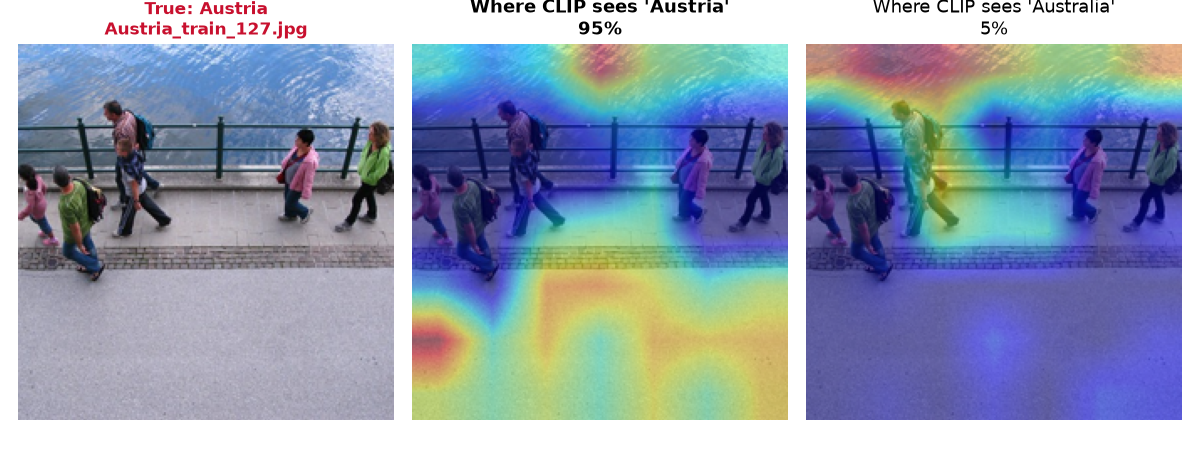 True: Austria
Austria_train_127.jpg
Where CLIP sees 'Austria'
95%
Where CLIP sees 'Australia'
5%